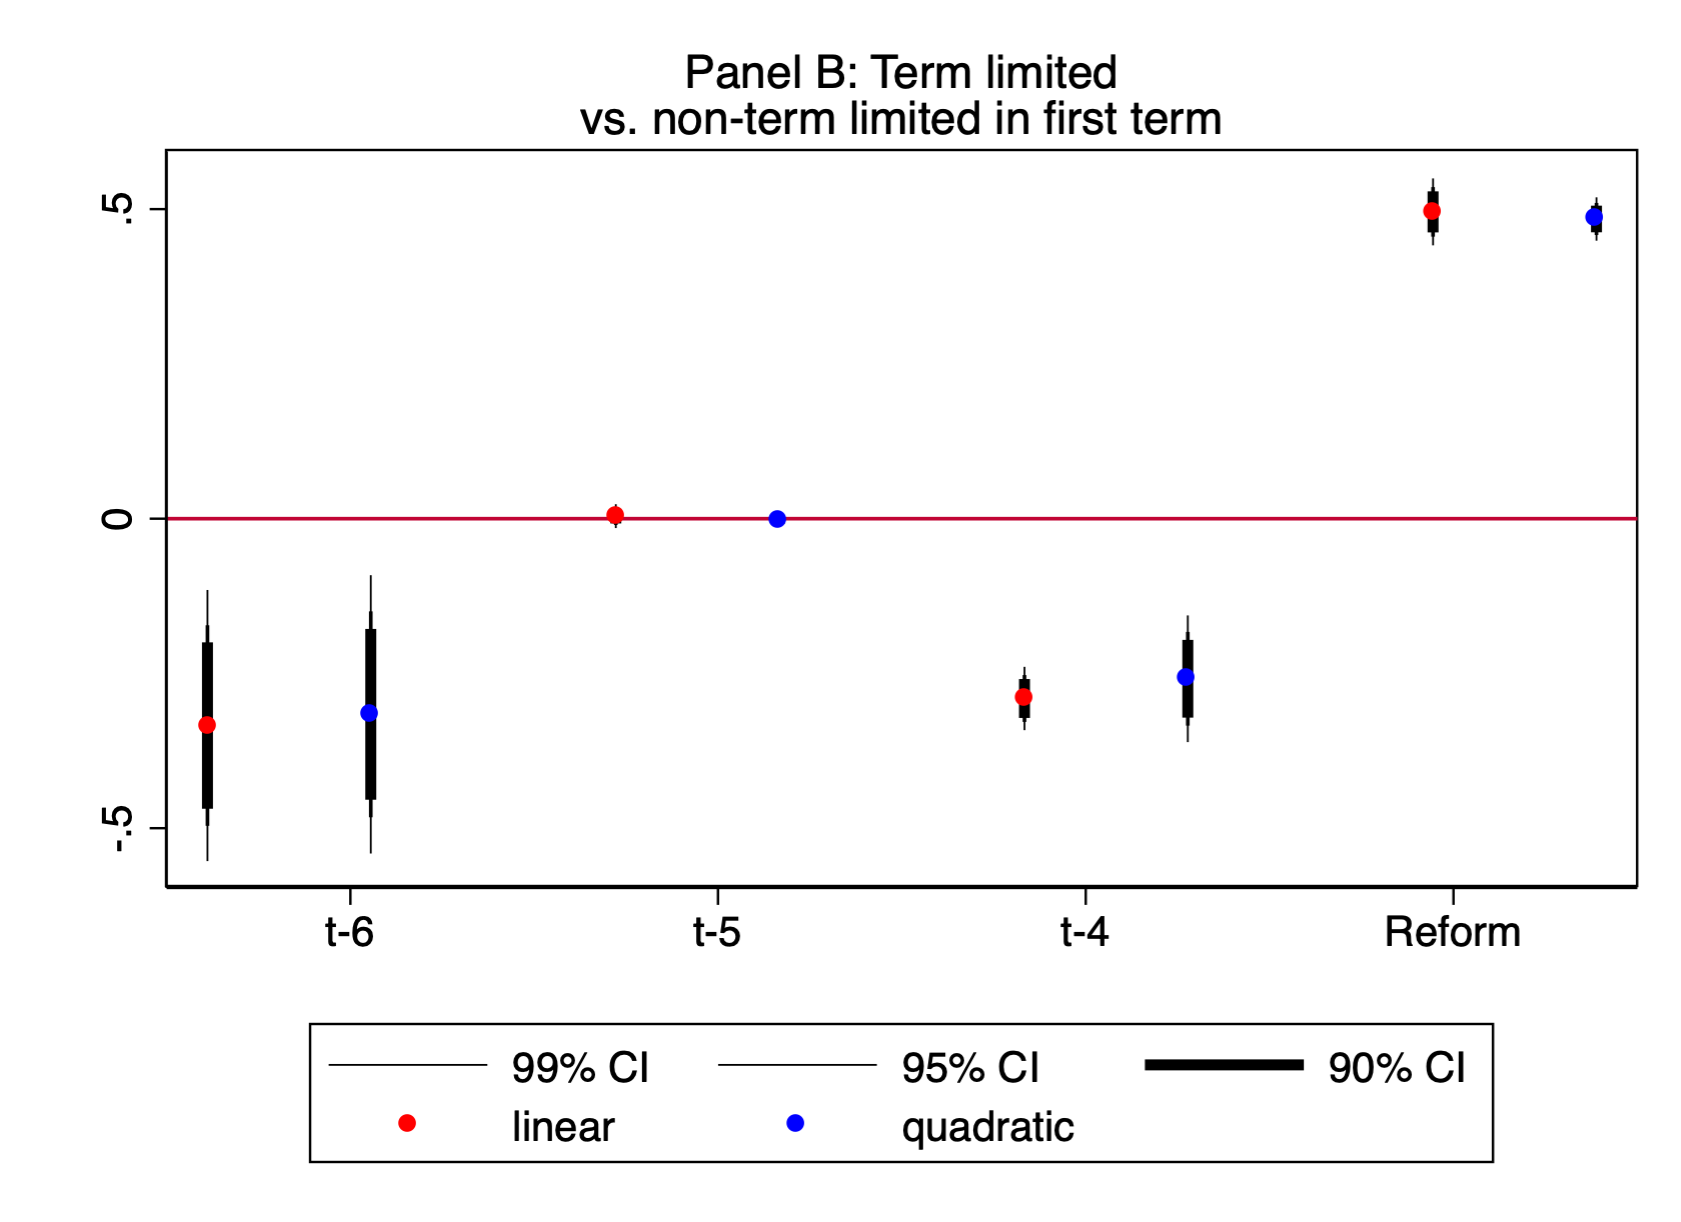 Panel B: Term limited
vs. non-term limited in first term
.5
0
-.5
t-6
t-5
t-4
Reform
99% CI
95% CI
90% CI
linear
quadratic